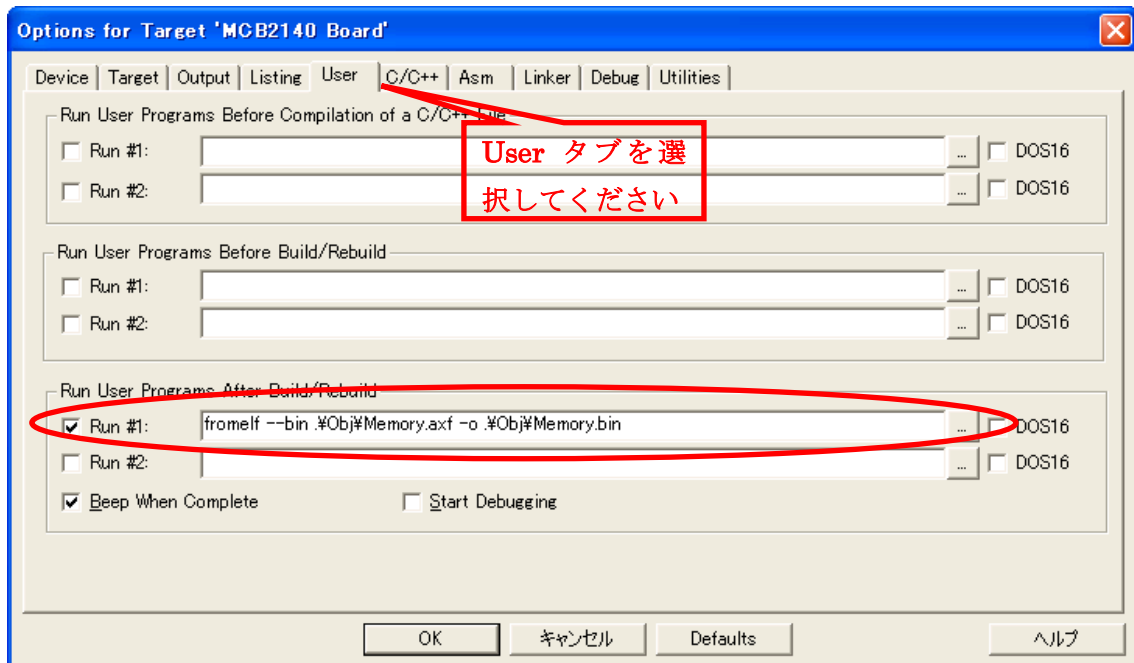 Options for Target 'MCB2140 Board'
Device Target Output Listing User C/C++ Asm Linker Debug Utilities
Run User Programs Before Compilation of a C/C++ File
Run #1: ... DOS16
Run #2: ... DOS16
User タブを選
択してください
Run User Programs Before Build/Rebuild
Run #1: ... DOS16
Run #2: ... DOS16
Run User Programs After Build/Rebuild
Run #1: fromelf --bin .¥Obj¥Memory.axf -o .¥Obj¥Memory.bin ... DOS16
Run #2: ... DOS16
Beep When Complete Start Debugging
OK キャンセル Defaults ヘルプ